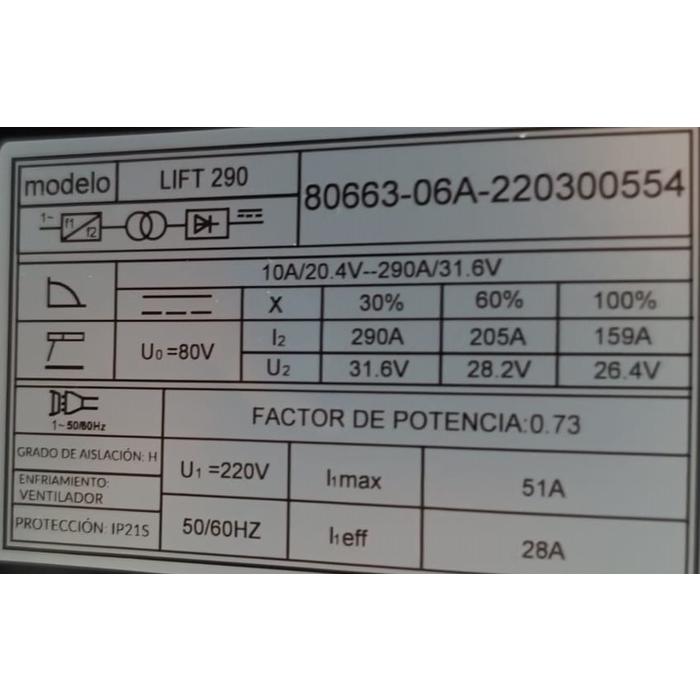 modelo LIFT 290 80663-06A-220300554
1~ f1 f2
10A/20.4V--290A/31.6V
X 30% 60% 100%
U₀=80V I₂ 290A 205A 159A
U₂ 31.6V 28.2V 26.4V
1~50/60Hz FACTOR DE POTENCIA:0.73
GRADO DE AISLACIÓN: H U₁=220V I₁max 51A
ENFRIAMIENTO:
VENTILADOR
PROTECCIÓN: IP21S 50/60HZ I₁eff 28A